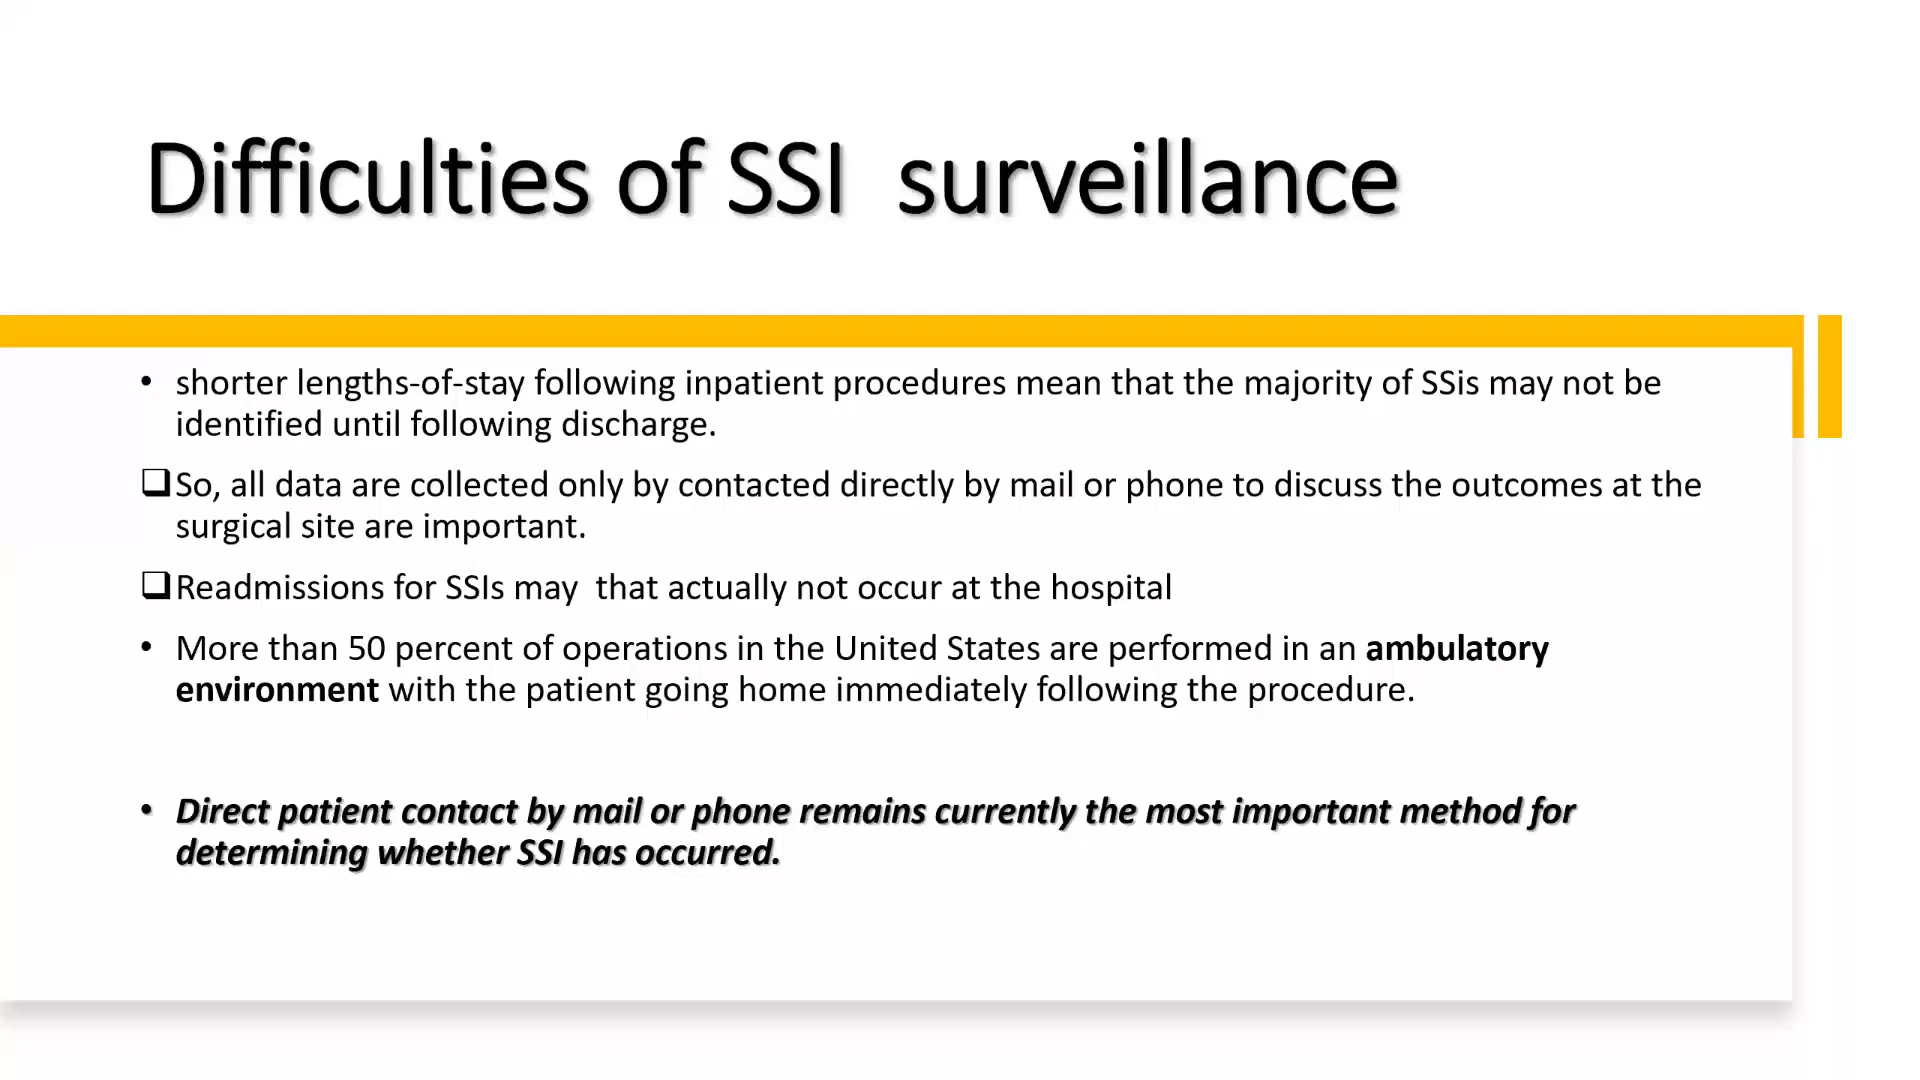 Difficulties of SSI  surveillance
• shorter lengths-of-stay following inpatient procedures mean that the majority of SSis may not be
identified until following discharge.
❑So, all data are collected only by contacted directly by mail or phone to discuss the outcomes at the
surgical site are important.
❑Readmissions for SSIs may  that actually not occur at the hospital
• More than 50 percent of operations in the United States are performed in an ambulatory
environment with the patient going home immediately following the procedure.
• Direct patient contact by mail or phone remains currently the most important method for
determining whether SSI has occurred.